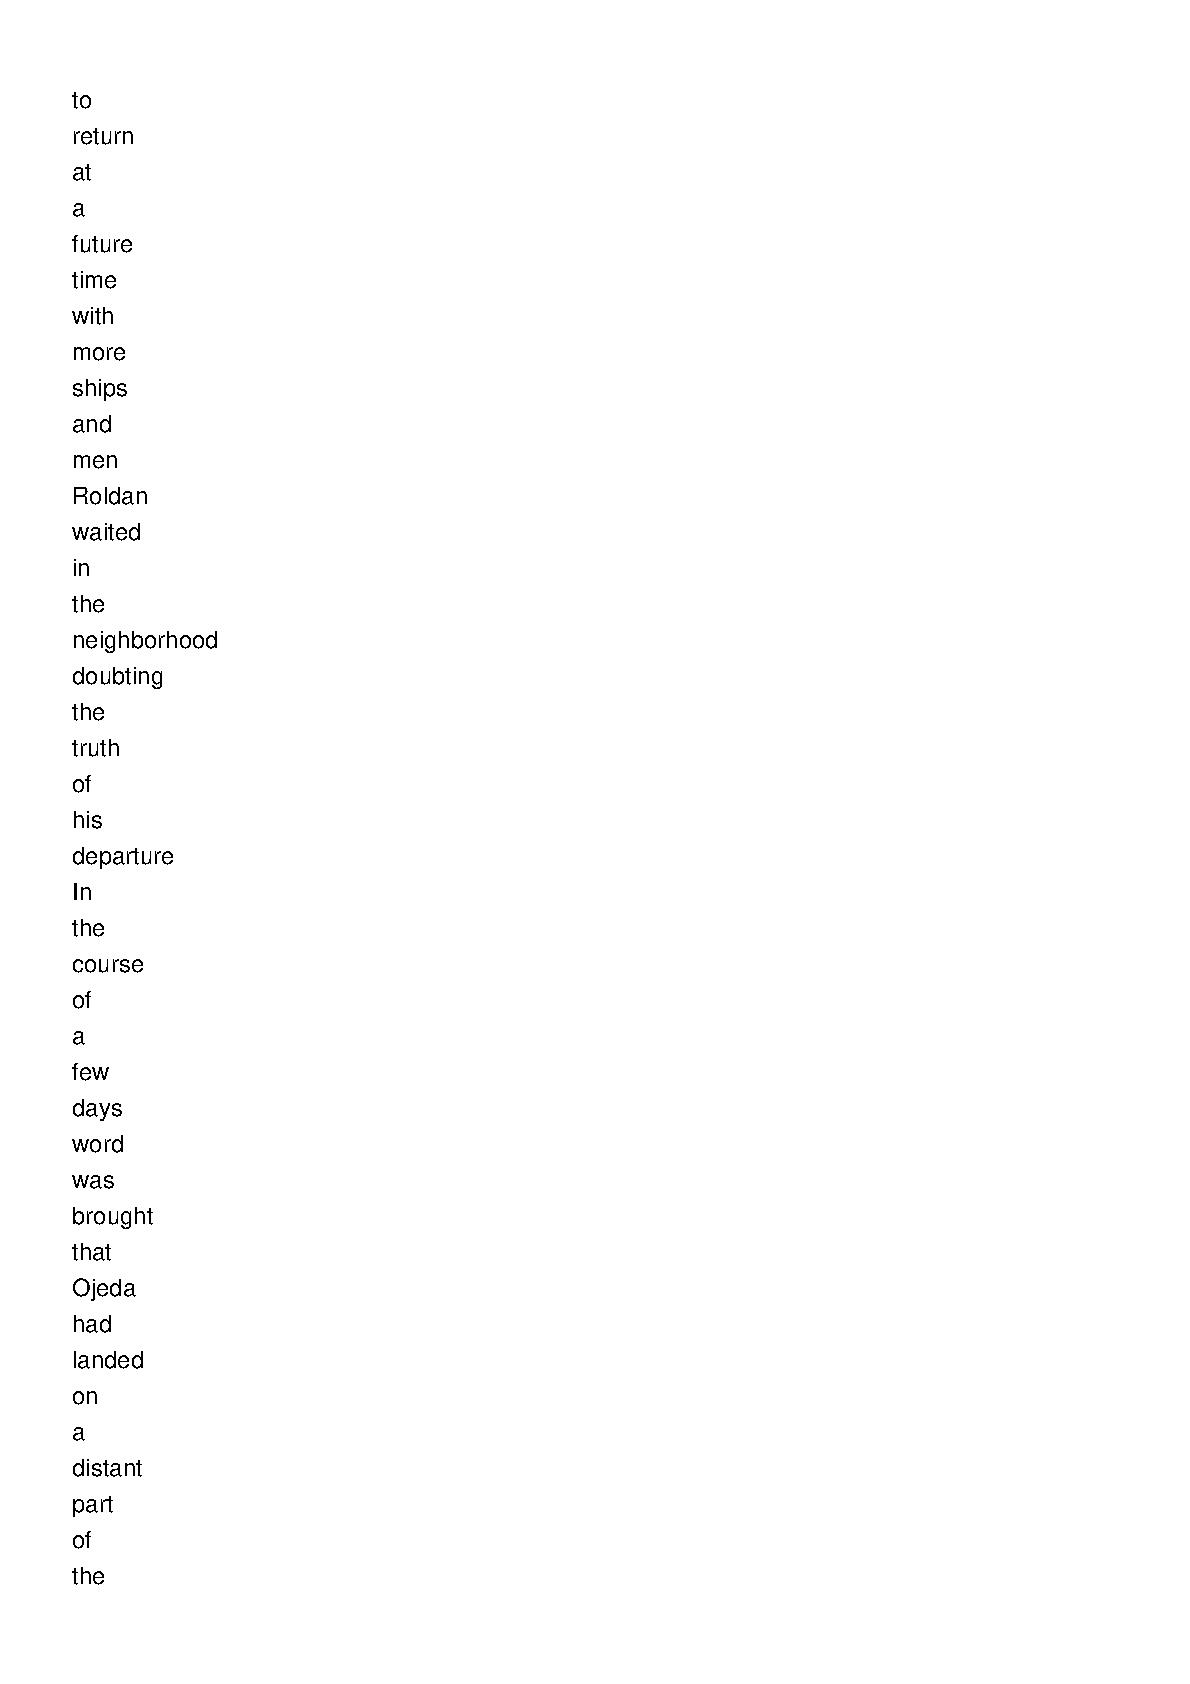 to
return
at
a
future
time
with
more
ships
and
men
Roldan
waited
in
the
neighborhood
doubting
the
truth
of
his
departure
In
the
course
of
a
few
days
word
was
brought
that
Ojeda
had
landed
on
a
distant
part
of
the